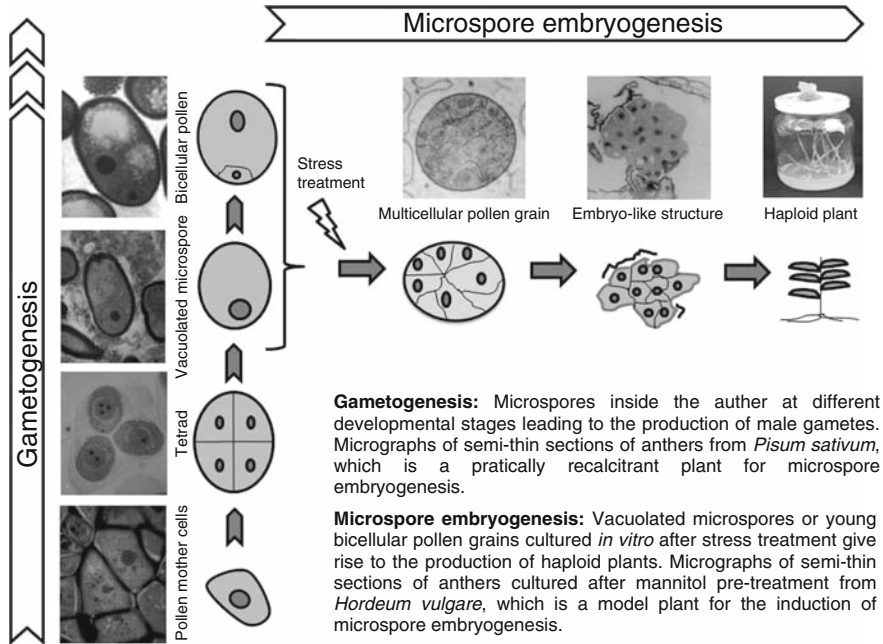 Microspore embryogenesis
Gametogenesis
Bicellular pollen
Vacuolated microspore
Tetrad
Pollen mother cells
Stress
treatment
Multicellular pollen grain
Embryo-like structure
Haploid plant
Gametogenesis: Microspores inside the auther at different
developmental stages leading to the production of male gametes.
Micrographs of semi-thin sections of anthers from Pisum sativum,
which is a pratically recalcitrant plant for microspore
embryogenesis.
Microspore embryogenesis: Vacuolated microspores or young
bicellular pollen grains cultured in vitro after stress treatment give
rise to the production of haploid plants. Micrographs of semi-thin
sections of anthers cultured after mannitol pre-treatment from
Hordeum vulgare, which is a model plant for the induction of
microspore embryogenesis.